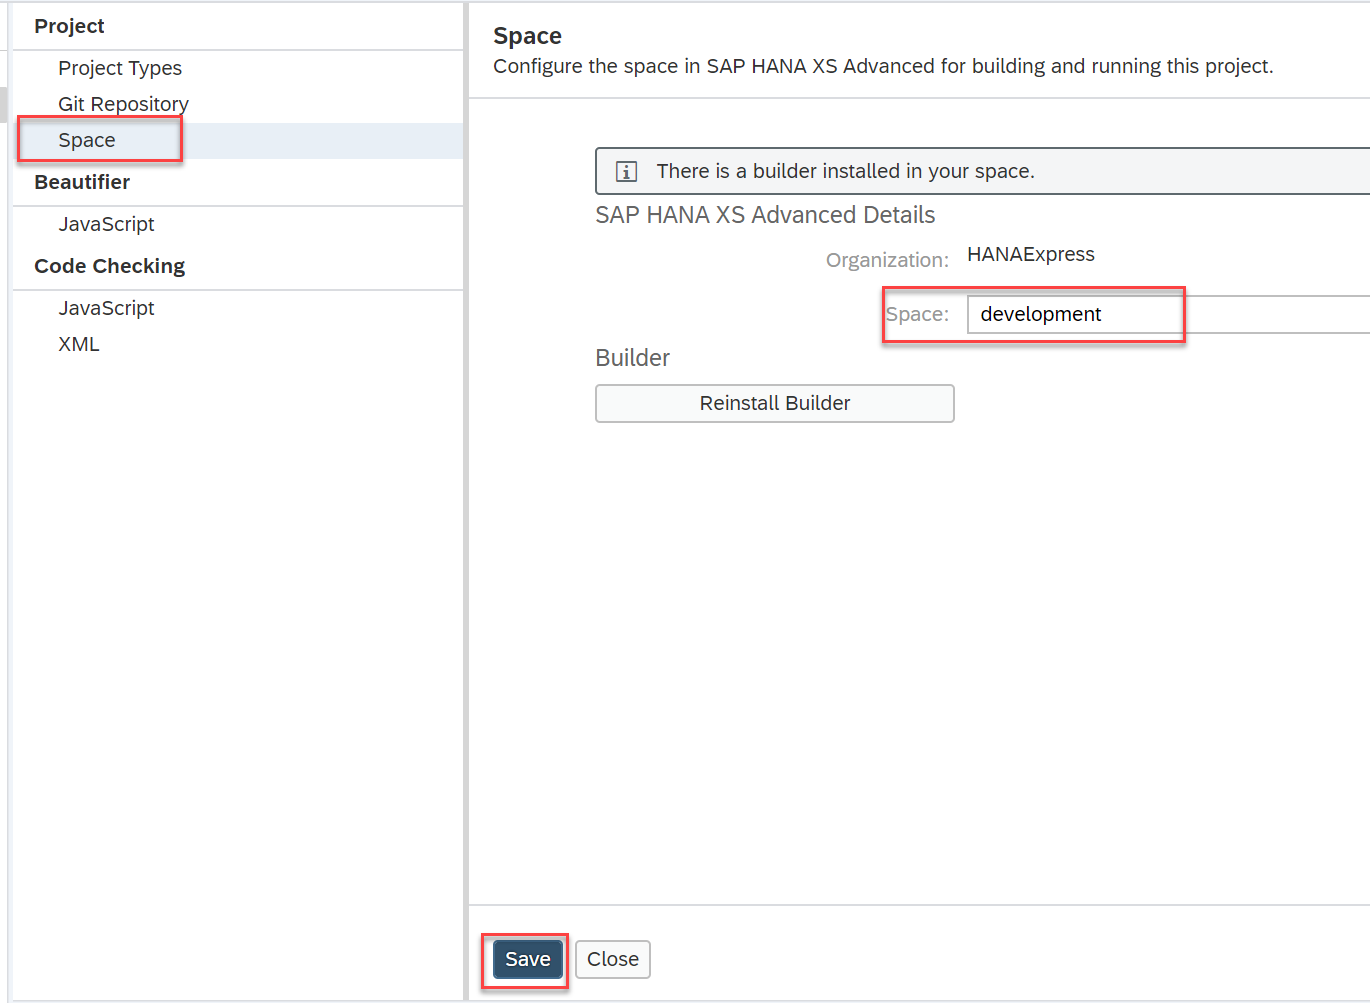 Project
Project Types
Git Repository
Space
Beautifier
JavaScript
Code Checking
JavaScript
XML
Space
Configure the space in SAP HANA XS Advanced for building and running this project.
There is a builder installed in your space.
SAP HANA XS Advanced Details
Organization: HANAExpress
Space: development
Builder
Reinstall Builder
Save Close